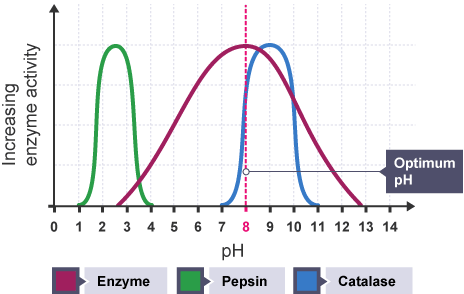 Increasing
enzyme activity
Optimum
pH
0 1 2 3 4 5 6 7 8 9 10 11 12 13 14
pH
Enzyme Pepsin Catalase